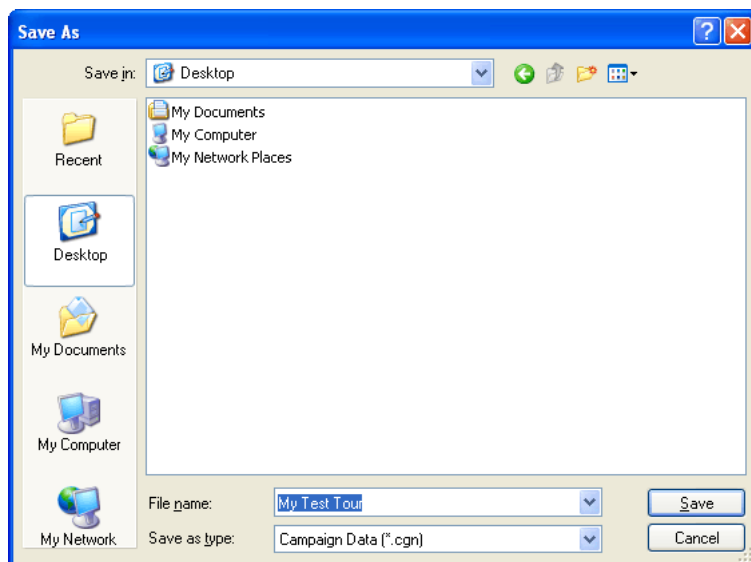 Save As
Save in: Desktop
My Documents
My Computer
My Network Places
Recent
Desktop
My Documents
My Computer
My Network
File name: My Test Tour Save
Save as type: Campaign Data (*.cgn) Cancel